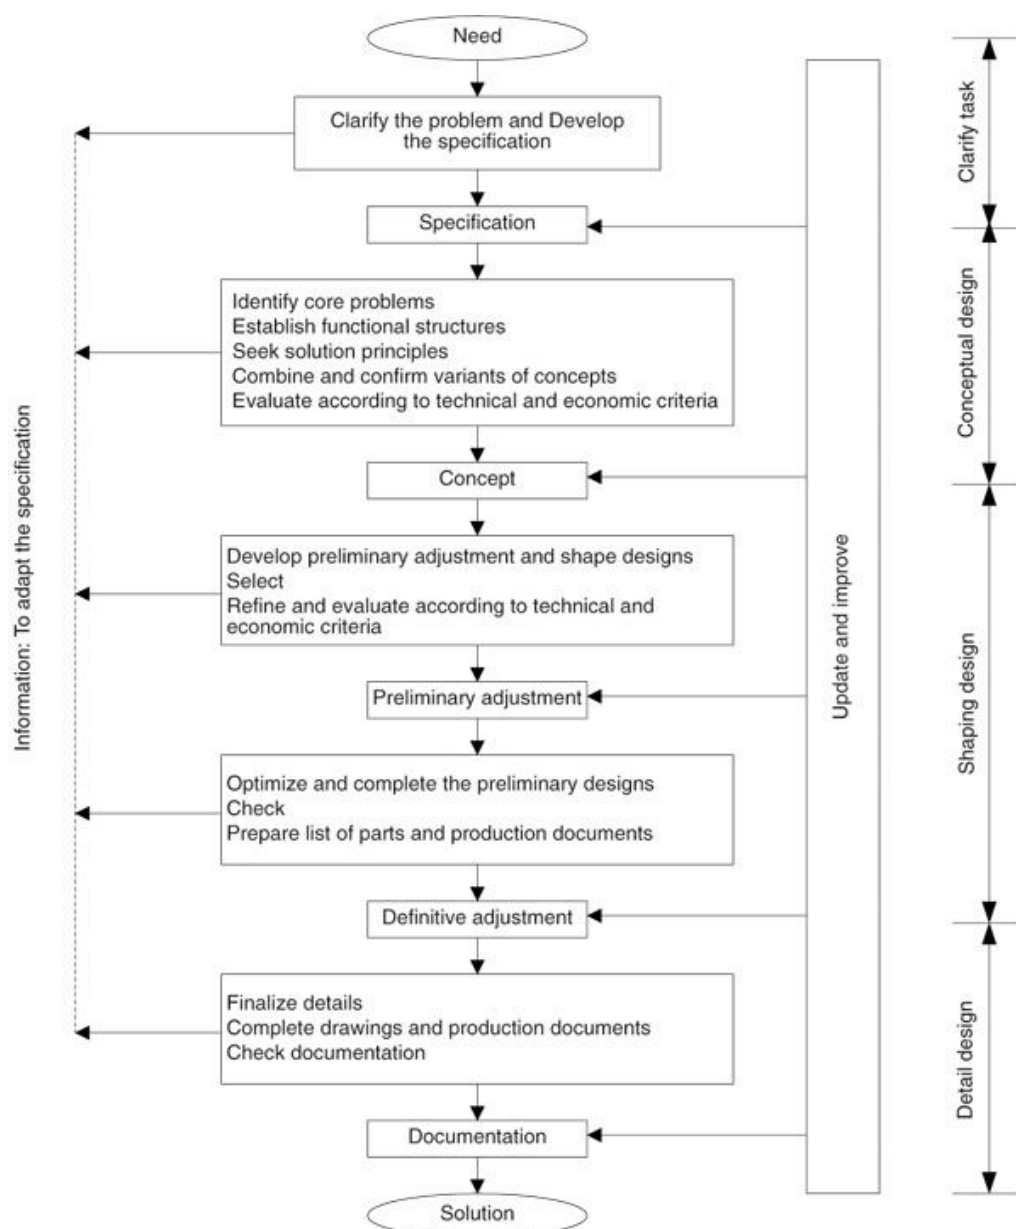 Need
Clarify the problem and Develop
the specification
Specification
Identify core problems
Establish functional structures
Seek solution principles
Combine and confirm variants of concepts
Evaluate according to technical and economic criteria
Concept
Develop preliminary adjustment and shape designs
Select
Refine and evaluate according to technical and
economic criteria
Preliminary adjustment
Optimize and complete the preliminary designs
Check
Prepare list of parts and production documents
Definitive adjustment
Finalize details
Complete drawings and production documents
Check documentation
Documentation
Solution
Information: To adapt the specification
Update and improve
Clarify task
Conceptual design
Shaping design
Detail design